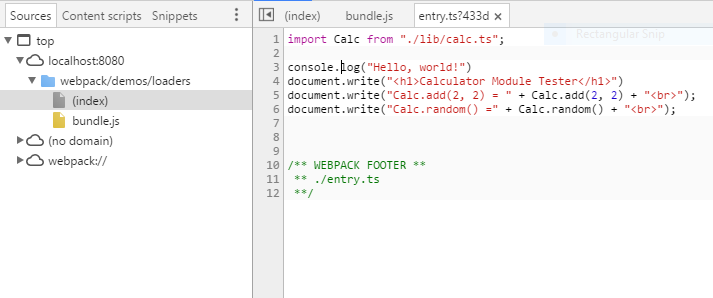 Sources Content scripts Snippets
top
localhost:8080
webpack/demos/loaders
(index)
bundle.js
(no domain)
webpack://
(index) bundle.js entry.ts?433d ×
Rectangular Snip
1 import Calc from "./lib/calc.ts";
2
3 console.log("Hello, world!")
4 document.write("<h1>Calculator Module Tester</h1>")
5 document.write("Calc.add(2, 2) = " + Calc.add(2, 2) + "<br>");
6 document.write("Calc.random() =" + Calc.random() + "<br>");
7
8
9
10 /** WEBPACK FOOTER **
11  ** ./entry.ts
12  **/